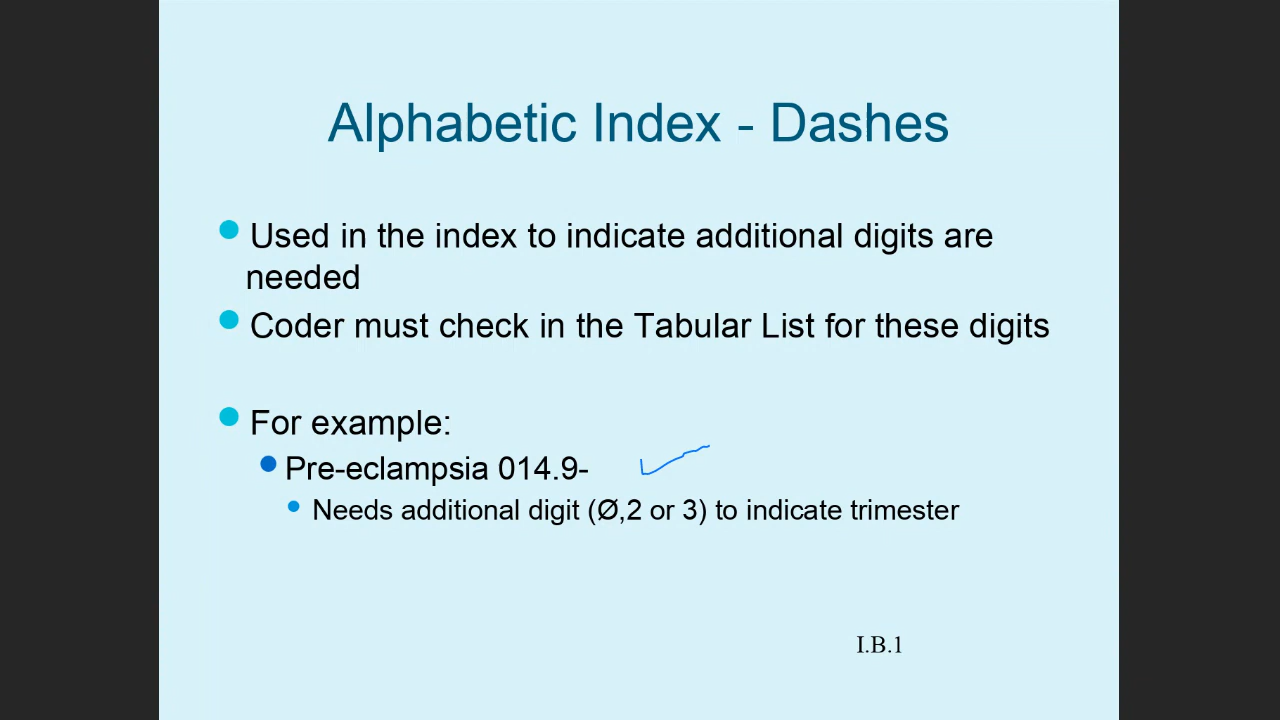 Alphabetic Index - Dashes
Used in the index to indicate additional digits are
needed
Coder must check in the Tabular List for these digits
For example:
Pre-eclampsia 014.9-
Needs additional digit (Ø,2 or 3) to indicate trimester
I.B.1